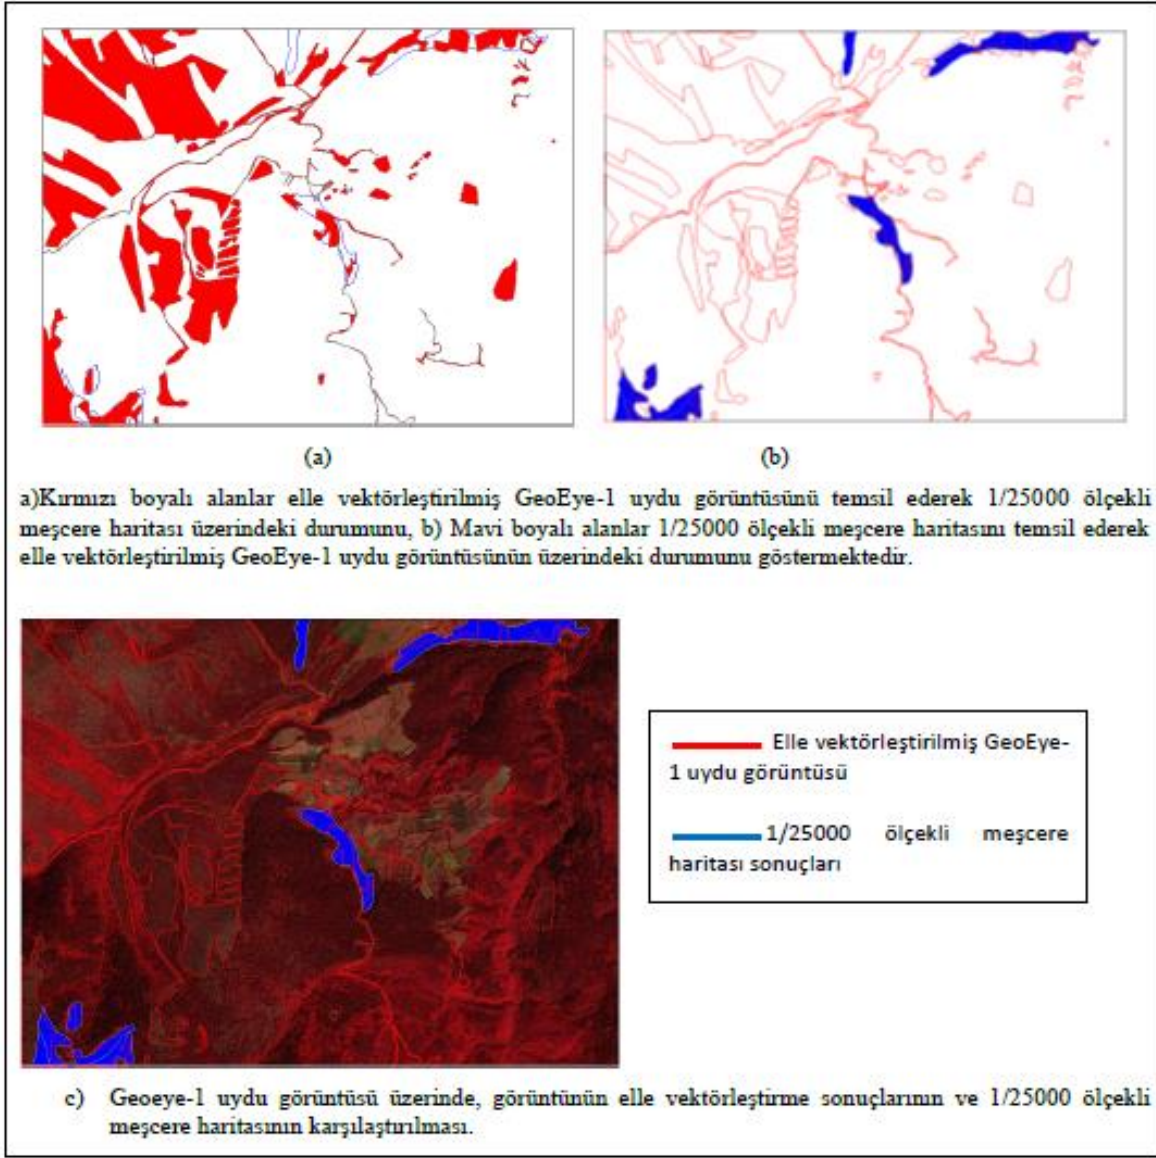 (a)
(b)
a)Kırmızı boyalı alanlar elle vektörleştirilmiş GeoEye-1 uydu görüntüsünü temsil ederek 1/25000 ölçekli
meşcere haritası üzerindeki durumunu, b) Mavi boyalı alanlar 1/25000 ölçekli meşcere haritasını temsil ederek
elle vektörleştirilmiş GeoEye-1 uydu görüntüsünün üzerindeki durumunu göstermektedir.
Elle vektörleştirilmiş GeoEye-
1 uydu görüntüsü
1/25000 ölçekli meşcere
haritası sonuçları
c) Geoeye-1 uydu görüntüsü üzerinde, görüntünün elle vektörleştirme sonuçlarının ve 1/25000 ölçekli
meşcere haritasının karşılaştırılması.